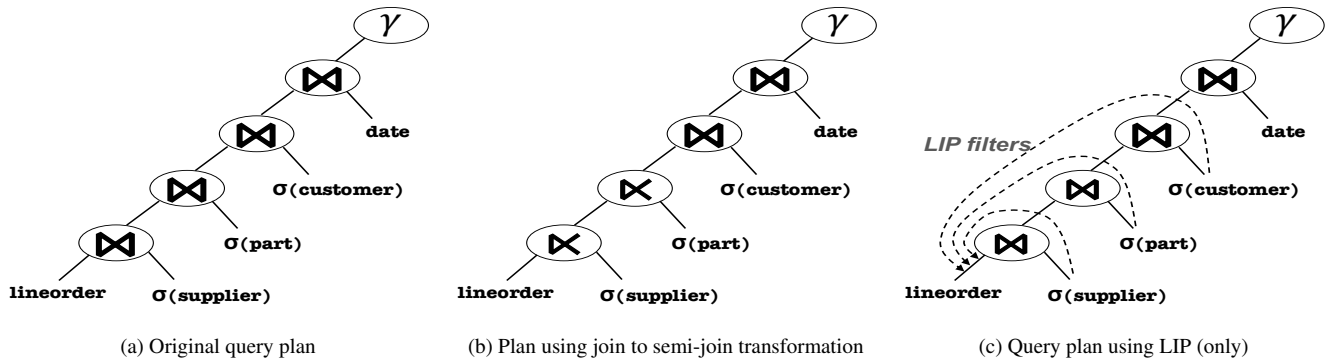 γ γ γ
⋈ ⋈ ⋈
⋈ date ⋈ date ⋈ date
LIP filters
⋈ σ(customer) ⋉ σ(customer) ⋈ σ(customer)
⋈ σ(part) ⋉ σ(part) ⋈ σ(part)
lineorder σ(supplier) lineorder σ(supplier) lineorder σ(supplier)
(a) Original query plan (b) Plan using join to semi-join transformation (c) Query plan using LIP (only)